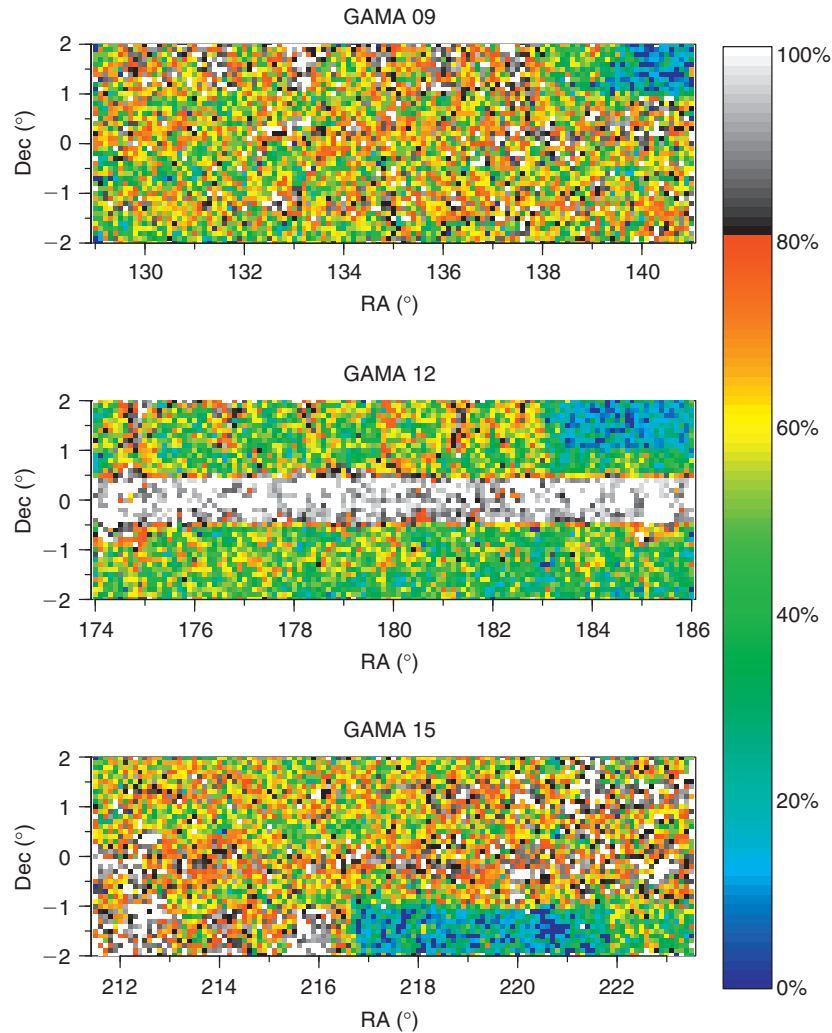 GAMA 09
2
1
0
−1
−2
Dec (°)
130 132 134 136 138 140
RA (°)
GAMA 12
2
1
0
−1
−2
Dec (°)
174 176 178 180 182 184 186
RA (°)
GAMA 15
2
1
0
−1
−2
Dec (°)
212 214 216 218 220 222
RA (°)
100%
80%
60%
40%
20%
0%